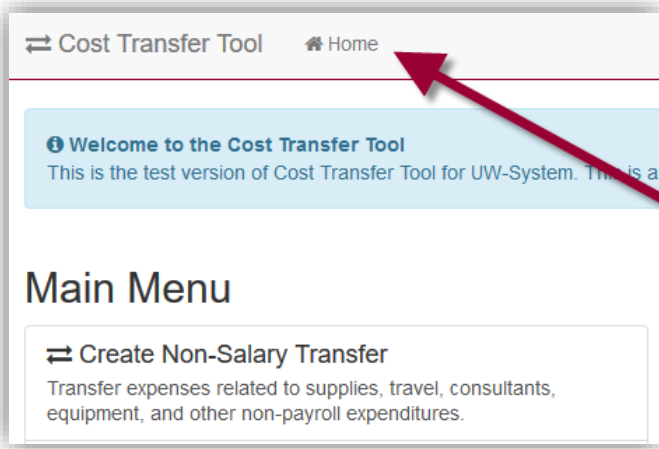 Cost Transfer Tool Home
Welcome to the Cost Transfer Tool
This is the test version of Cost Transfer Tool for UW-System. This is a
Main Menu
Create Non-Salary Transfer
Transfer expenses related to supplies, travel, consultants,
equipment, and other non-payroll expenditures.